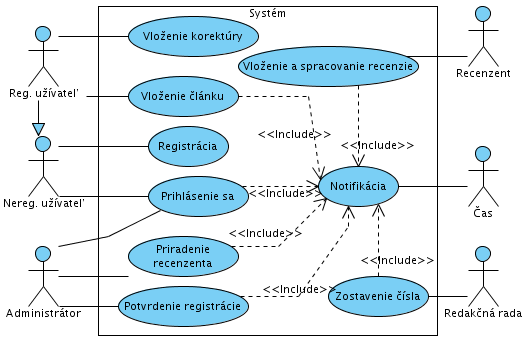 Systém
Vloženie korektúry
Vloženie a spracovanie recenzie
Reg. užívateľ
Recenzent
Vloženie článku
<<Include>>
<<Include>>
Registrácia
Nereg. užívateľ
Prihlásenie sa
<<Include>>
Notifikácia
Čas
Priradenie
recenzenta
<<Include>>
<<Include>>
Administrátor
Potvrdenie registrácie
<<Include>>
Zostavenie čísla
Redakčná rada